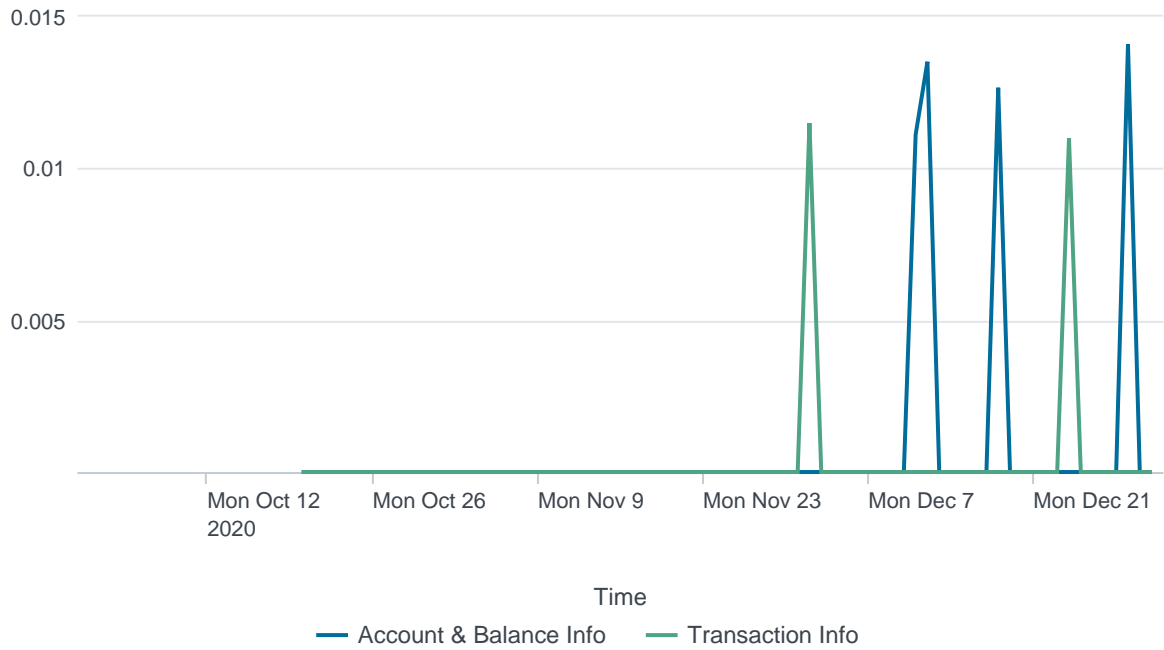 0.015
0.01
0.005
Mon Oct 12 Mon Oct 26 Mon Nov 9 Mon Nov 23 Mon Dec 7 Mon Dec 21
2020
Time
Account & Balance Info Transaction Info